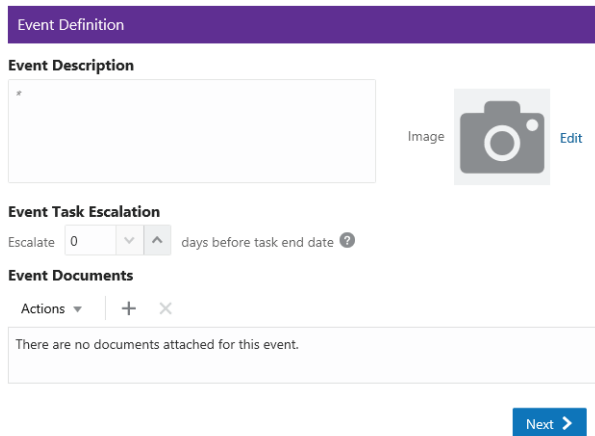 Event Definition
Event Description
*
Image
Edit
Event Task Escalation
Escalate 0 days before task end date ?
Event Documents
Actions
There are no documents attached for this event.
Next